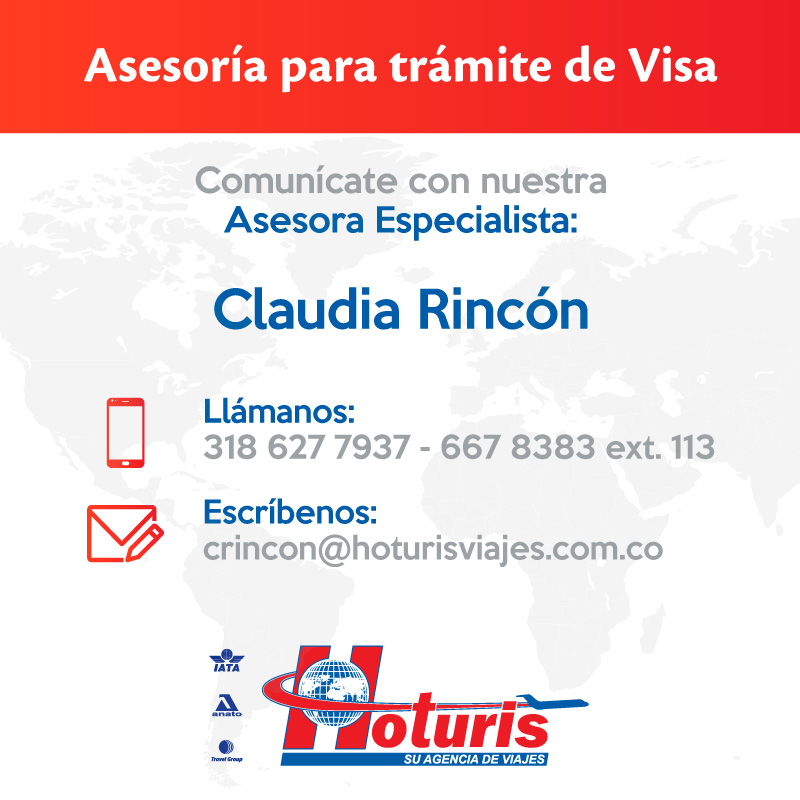 Asesoría para trámite de Visa
Comunícate con nuestra
Asesora Especialista:
Claudia Rincón
Llámanos:
318 627 7937 - 667 8383 ext. 113
Escríbenos:
crincon@hoturisviajes.com.co
IATA
anato
Travel Group
Hoturis
SU AGENCIA DE VIAJES